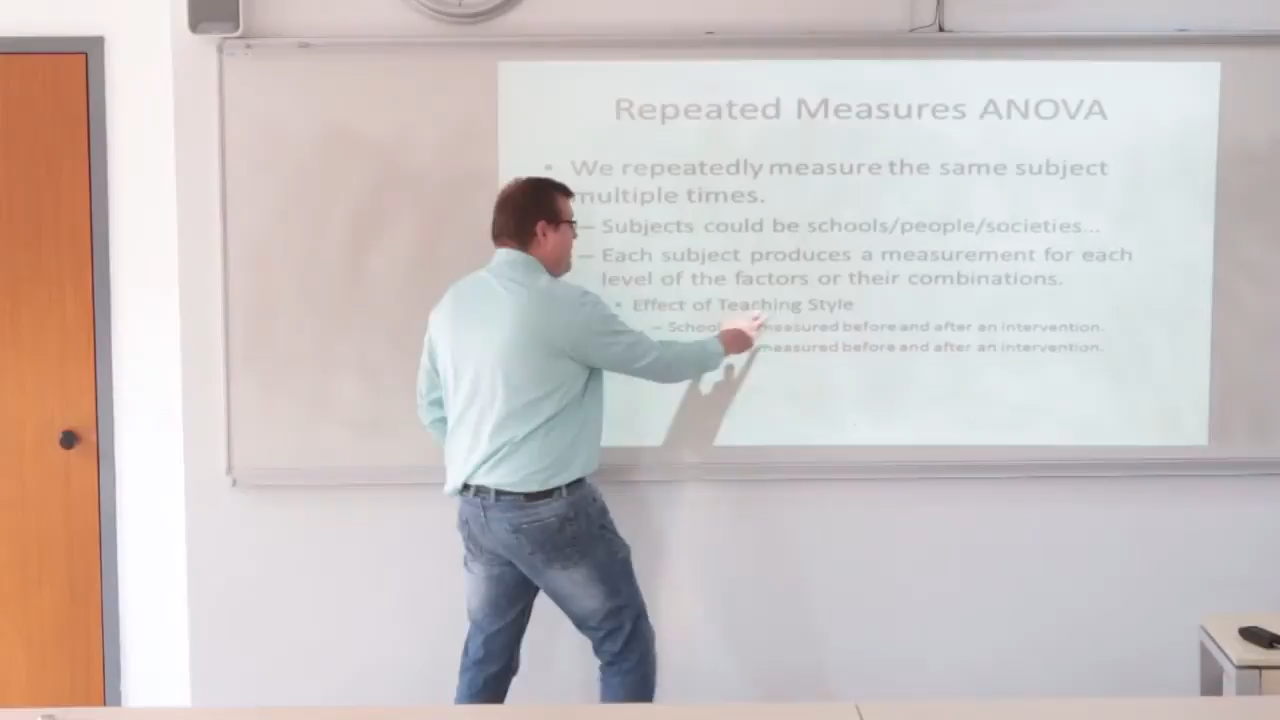 Repeated Measures ANOVA
• We repeatedly measure the same subject
multiple times.
– Subjects could be schools/people/societies...
– Each subject produces a measurement for each
level of the factors or their combinations.
• Effect of Teaching Style
– School measured before and after an intervention.
measured before and after an intervention.